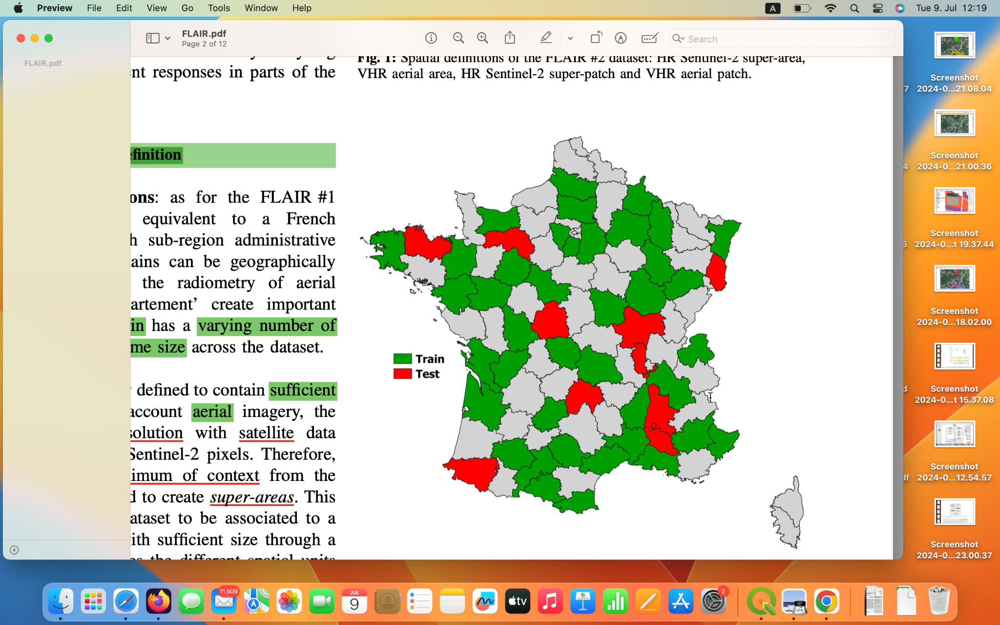 Preview File Edit View Go Tools Window Help
A
Tue 9. Jul 12:19
FLAIR.pdf
FLAIR.pdf
Page 2 of 12
Search
Fig. 1: Spatial definitions of the FLAIR #2 dataset: HR Sentinel-2 super-area,
VHR aerial area, HR Sentinel-2 super-patch and VHR aerial patch.
nt responses in parts of the
efinition
ons: as for the FLAIR #1
equivalent to a French
h sub-region administrative
ains can be geographically
the radiometry of aerial
artement’ create important
in has a varying number of
me size across the dataset.
defined to contain sufficient
account aerial imagery, the
solution with satellite data
Sentinel-2 pixels. Therefore,
imum of context from the
d to create super-areas. This
ataset to be associated to a
ith sufficient size through a
es the different spatial units
Train
Test
Screenshot
2024-0...21.08.04
Screenshot
2024-0...21.00.36
Screenshot
2024-0...t 19.37.44
Screenshot
2024-0...18.02.00
Screenshot
2024-0...t 15.37.08
Screenshot
2024-0...12.54.57
Screenshot
2024-0...23.00.37
11.509
JUL
9
tv
2